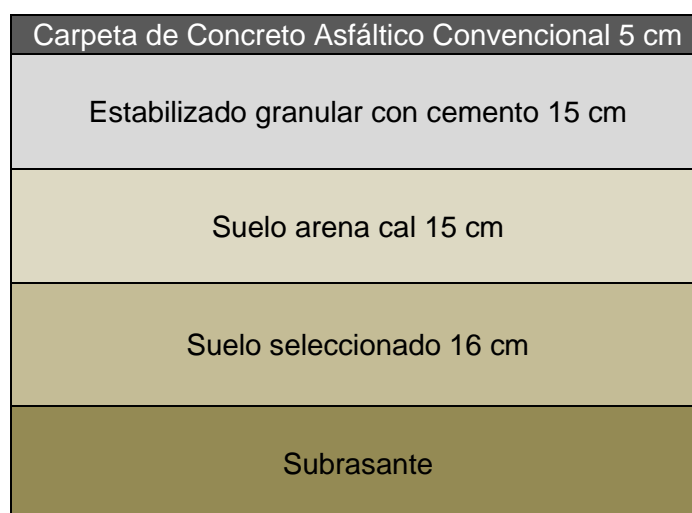 Carpeta de Concreto Asfáltico Convencional 5 cm
Estabilizado granular con cemento 15 cm
Suelo arena cal 15 cm
Suelo seleccionado 16 cm
Subrasante